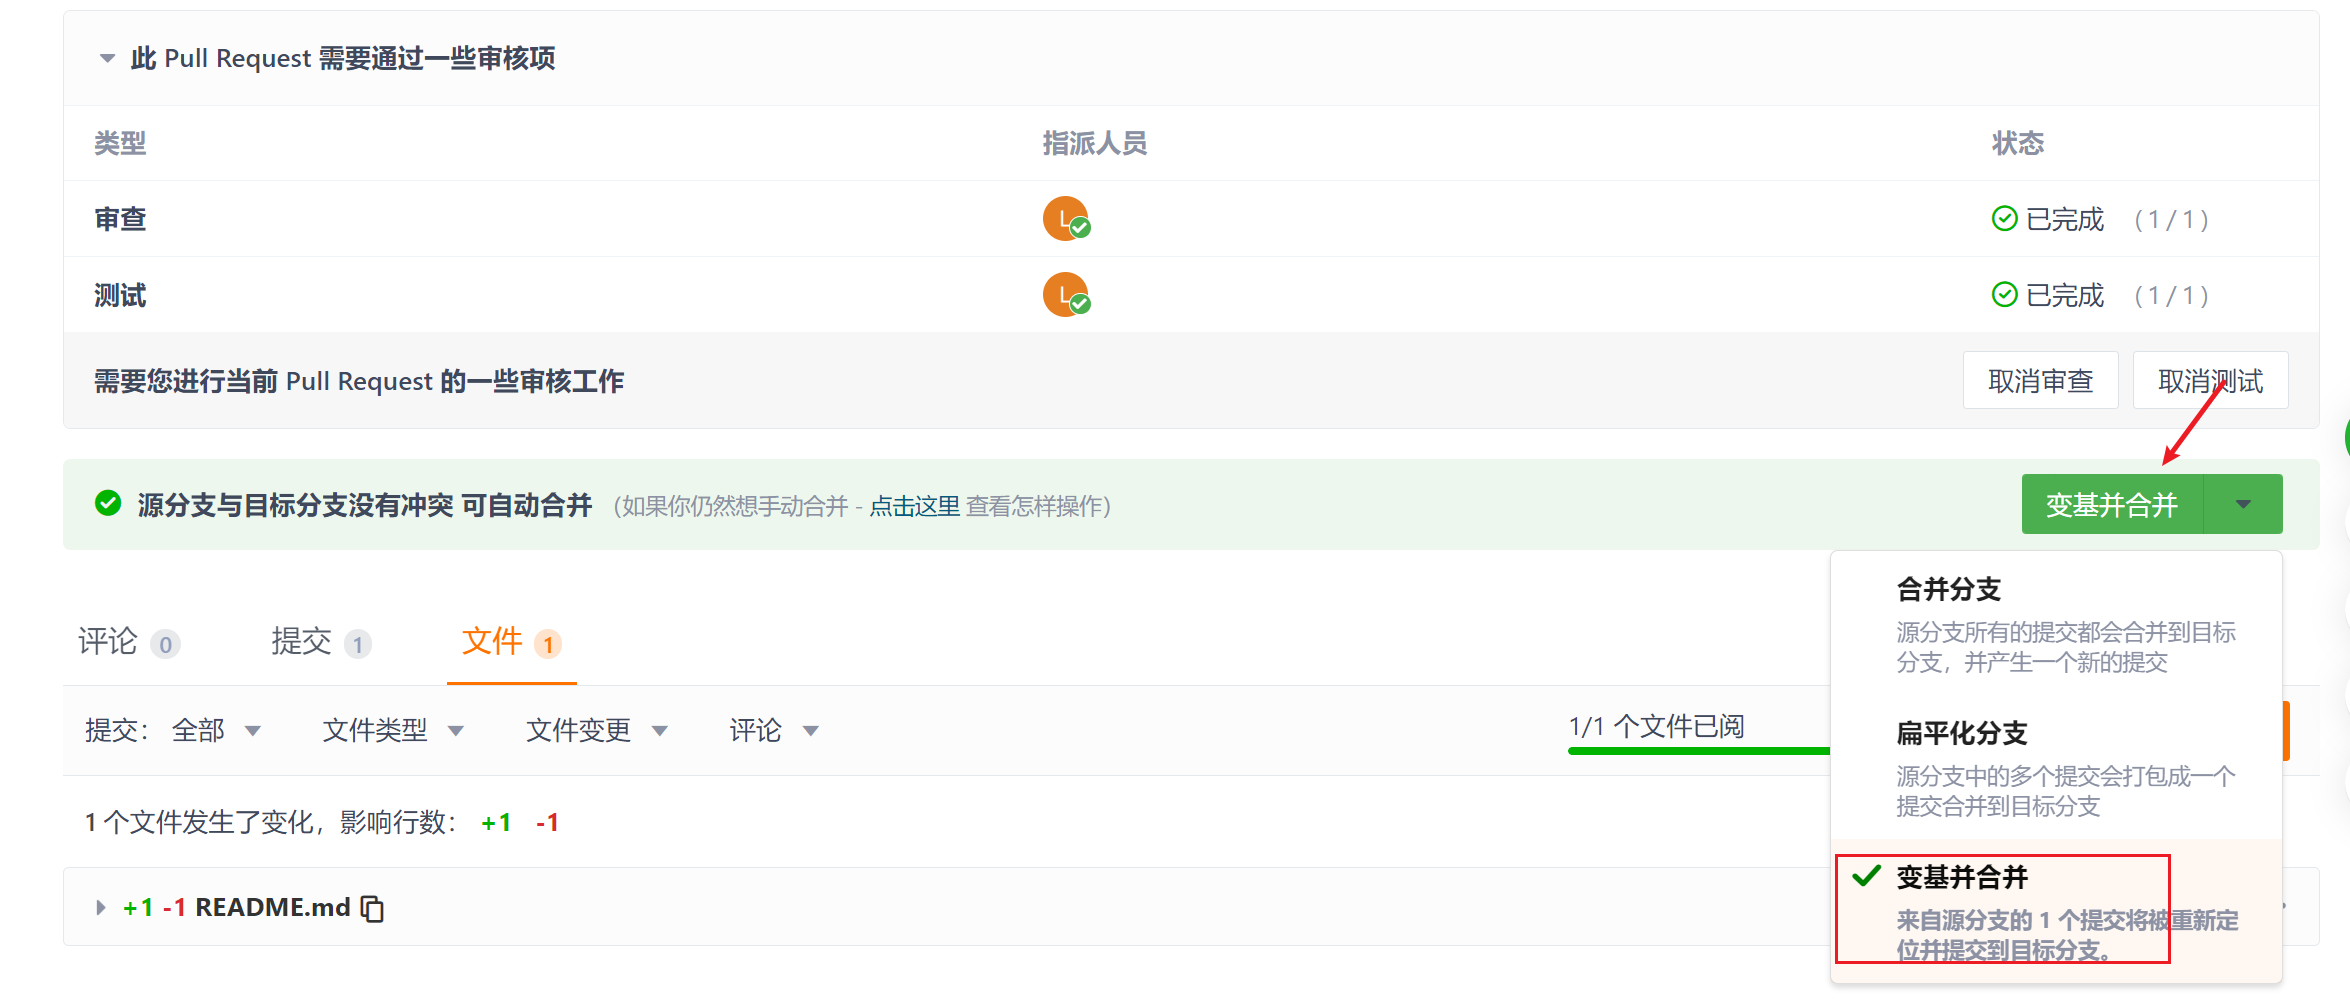 此 Pull Request 需要通过一些审核项
类型 指派人员 状态
审查 L 已完成 (1/1)
测试 L 已完成 (1/1)
需要您进行当前 Pull Request 的一些审核工作 取消审查 取消测试
源分支与目标分支没有冲突 可自动合并 (如果你仍然想手动合并 - 点击这里 查看怎样操作) 变基并合并
合并分支
源分支所有的提交都会合并到目标
分支，并产生一个新的提交
评论 0 提交 1 文件 1
提交： 全部 文件类型 文件变更 评论 1/1 个文件已阅
扁平化分支
源分支中的多个提交会打包成一个
提交合并到目标分支
1 个文件发生了变化，影响行数： +1 -1
+1 -1 README.md
变基并合并
来自源分支的 1 个提交将被重新定
位并提交到目标分支。